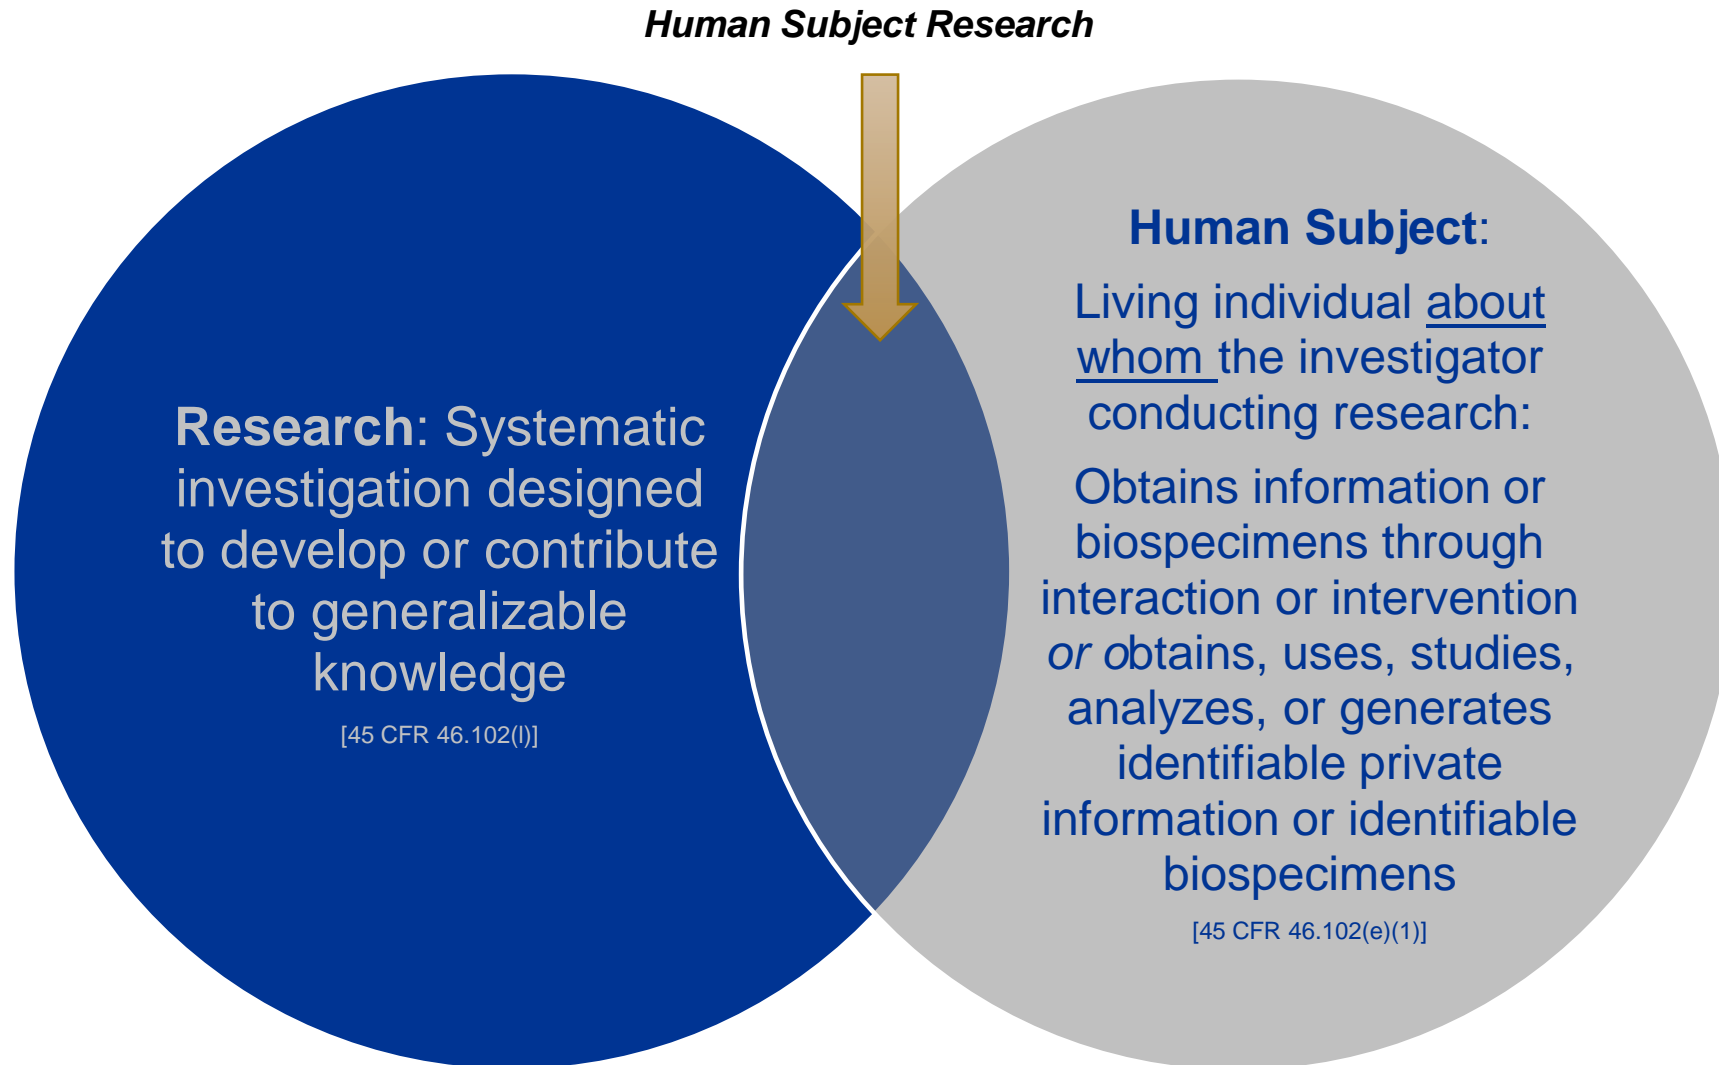 Human Subject Research
Research: Systematic
investigation designed
to develop or contribute
to generalizable
knowledge
[45 CFR 46.102(l)]
Human Subject:
Living individual about
whom the investigator
conducting research:
Obtains information or
biospecimens through
interaction or intervention
or obtains, uses, studies,
analyzes, or generates
identifiable private
information or identifiable
biospecimens
[45 CFR 46.102(e)(1)]